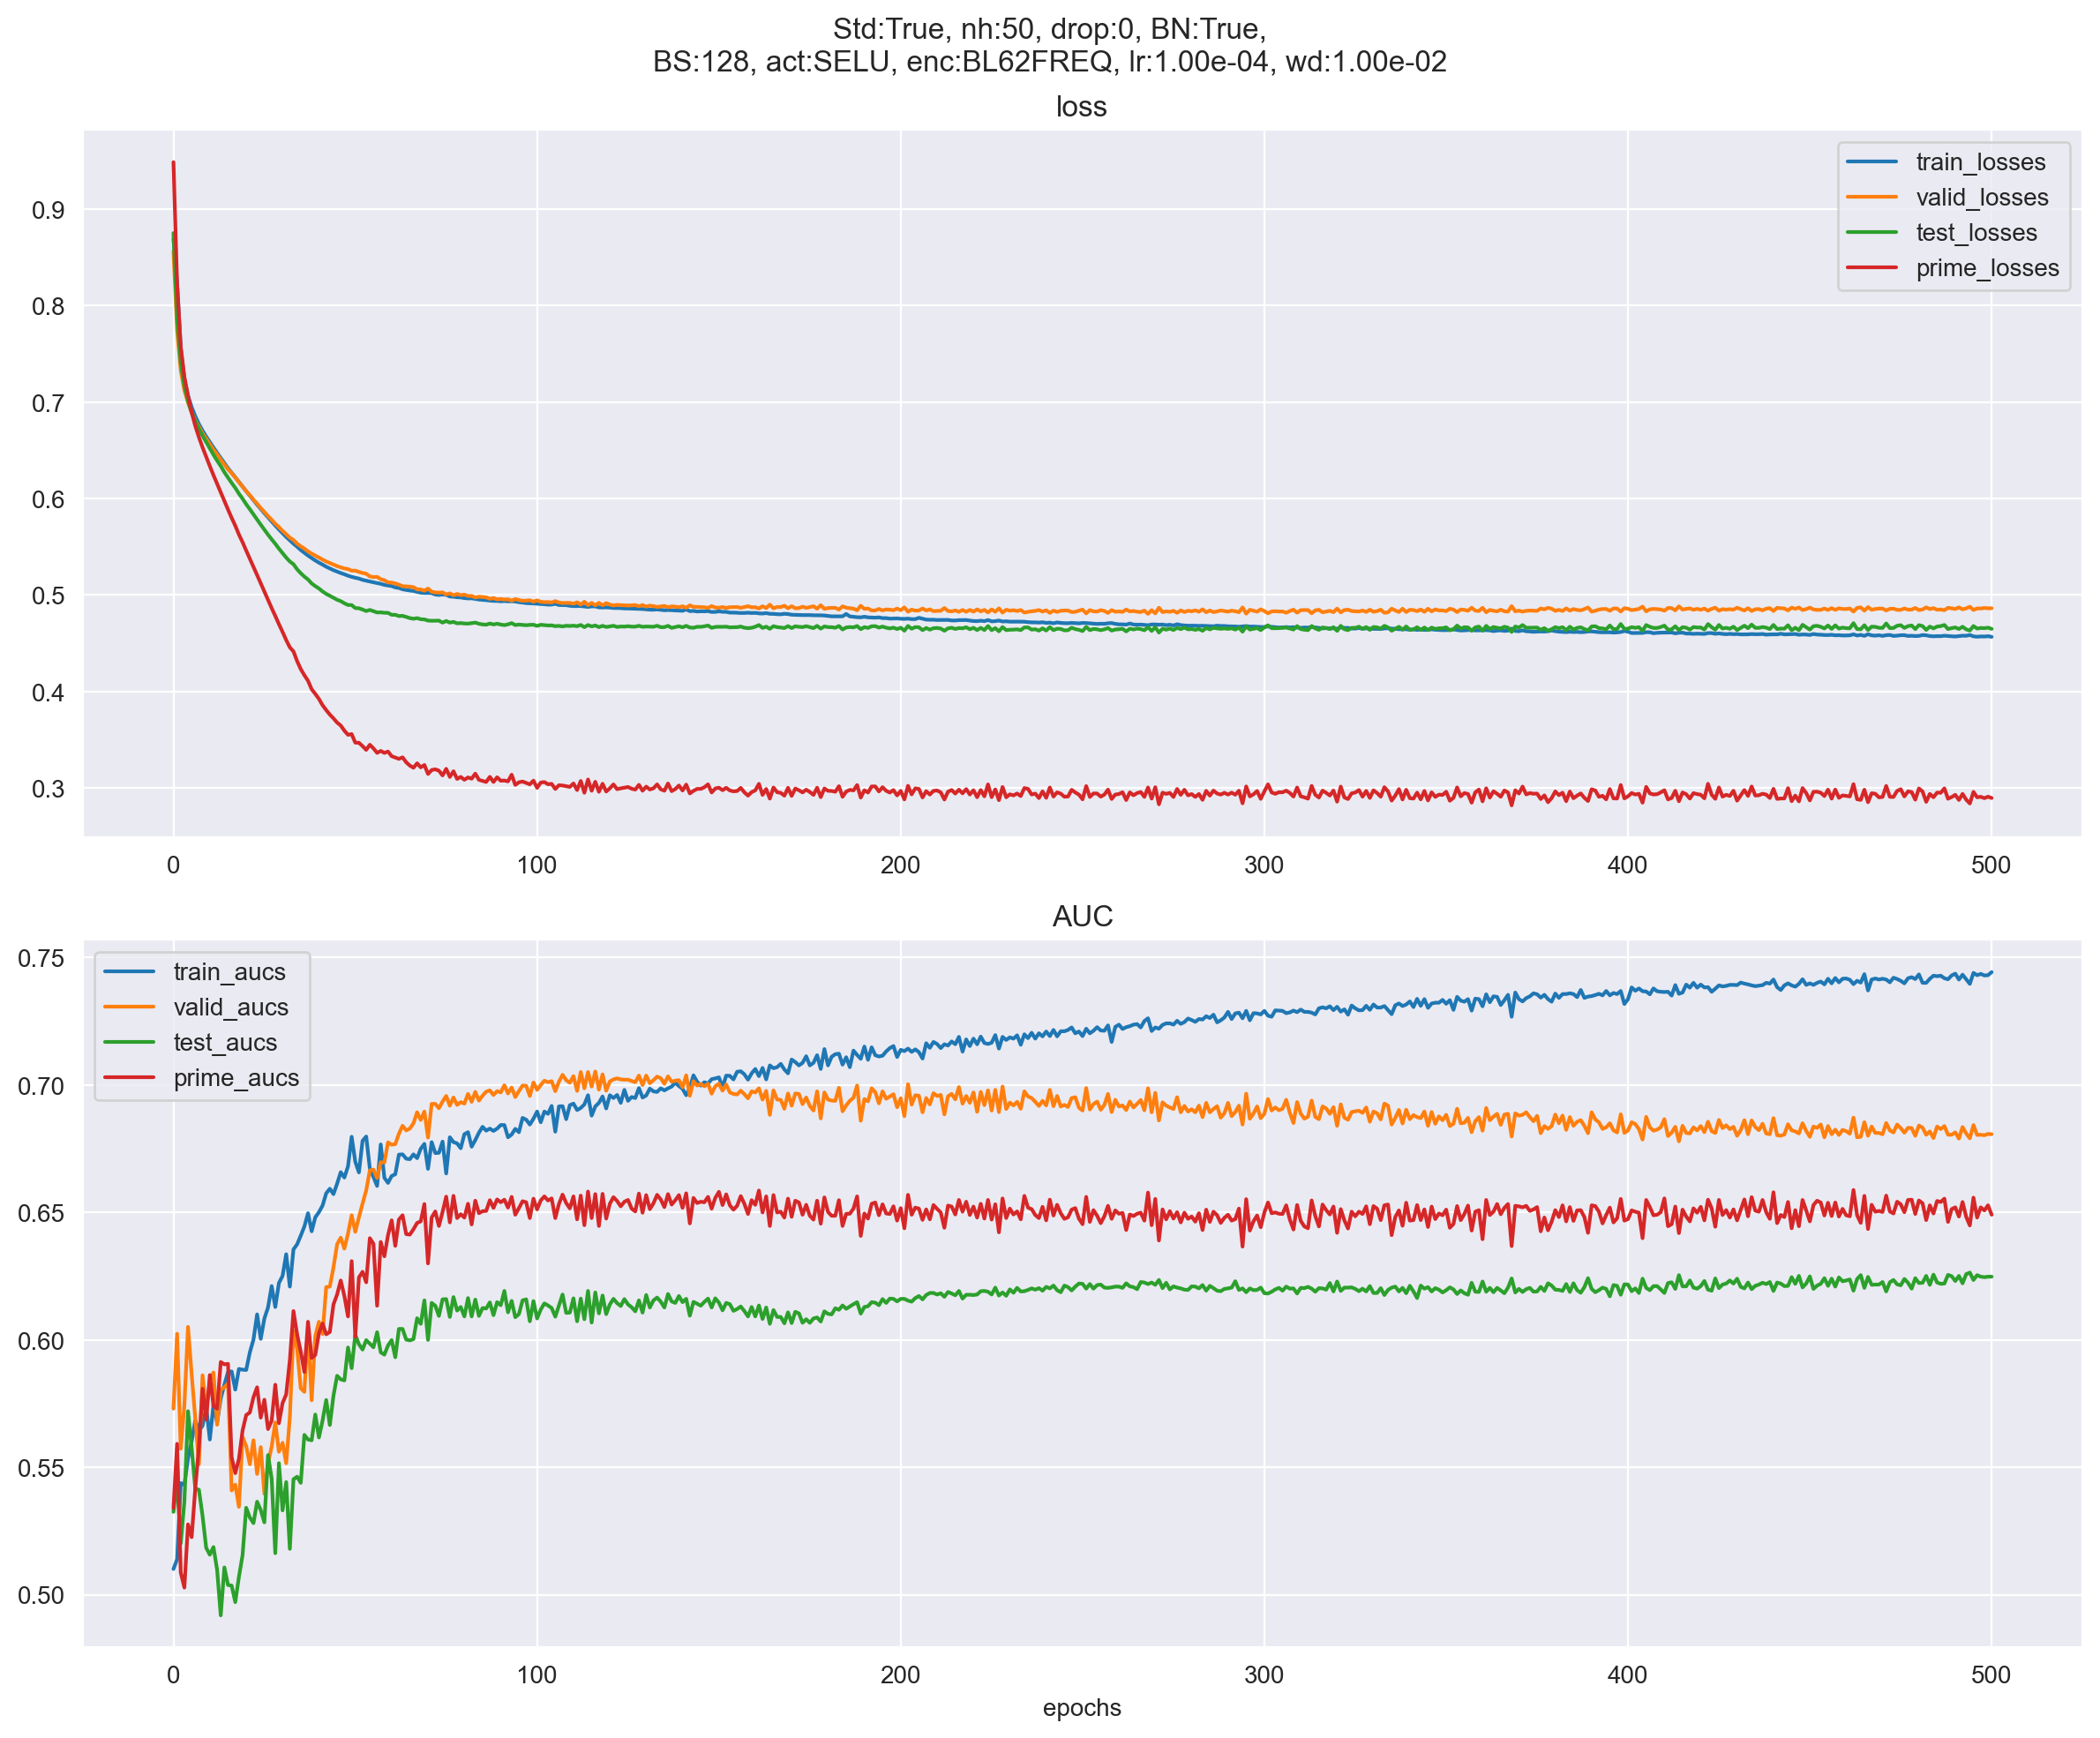 Std:True, nh:50, drop:0, BN:True,
BS:128, act:SELU, enc:BL62FREQ, lr:1.00e-04, wd:1.00e-02
loss
train_losses
valid_losses
test_losses
prime_losses
0.9
0.8
0.7
0.6
0.5
0.4
0.3
0
100
200
300
400
500
AUC
train_aucs
valid_aucs
test_aucs
prime_aucs
0.75
0.70
0.65
0.60
0.55
0.50
0
100
200
300
400
500
epochs